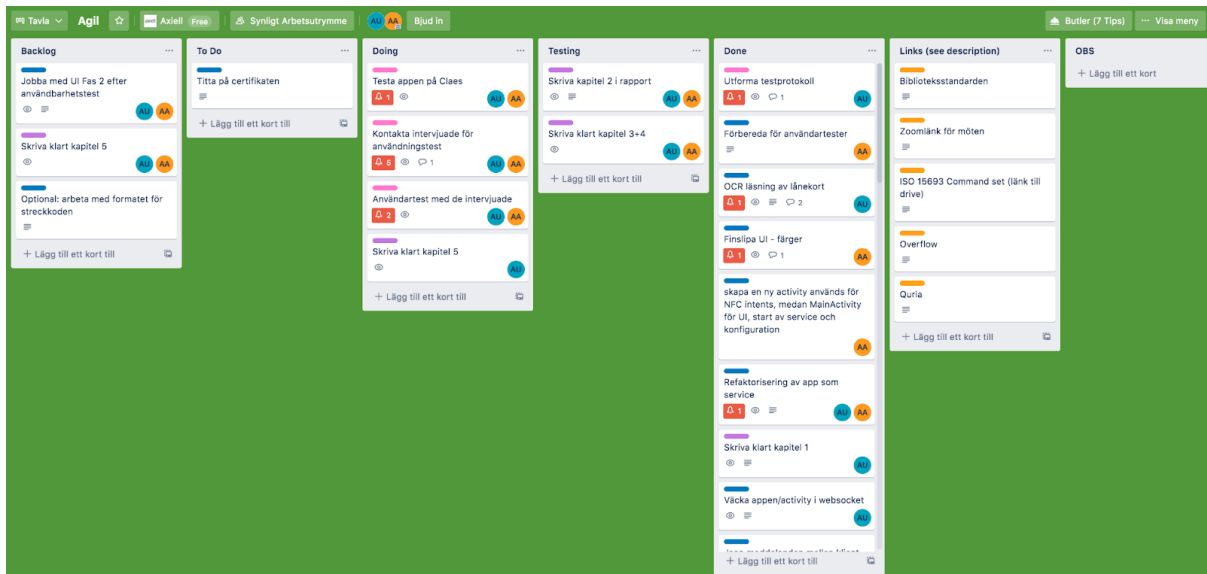 Tavla
Agil
axiell Axiell Free
Synligt Arbetsutrymme
AU AA
Bjud in
Butler (7 Tips)
Visa meny
Backlog
Jobba med UI Fas 2 efter
användbarhetstest
AU AA
Skriva klart kapitel 5
AU AA
Optional: arbeta med formatet för
streckkoden
+ Lägg till ett kort till
To Do
Titta på certifikaten
+ Lägg till ett kort till
Doing
Testa appen på Claes
1 AU AA
Kontakta intervjuade för
användningstest
5 1 AU AA
Användartest med de intervjuade
2 AU AA
Skriva klart kapitel 5
AU
+ Lägg till ett kort till
Testing
Skriva kapitel 2 i rapport
AU AA
Skriva klart kapitel 3+4
AU AA
+ Lägg till ett kort till
Done
Utforma testprotokoll
1 1 AU
Förbereda för användartester
AA
OCR läsning av lånekort
1 2 AU
Finslipa UI - färger
1 1 AA
skapa en ny activity används för
NFC intents, medan MainActivity
för UI, start av service och
konfiguration
AA
Refaktorisering av app som
service
1 AU AA
Skriva klart kapitel 1
AU
Väcka appen/activity i websocket
AU
+ Lägg till ett kort till
Links (see description)
Biblioteksstandarden
Zoomlänk för möten
ISO 15693 Command set (länk till
drive)
Overflow
Quria
+ Lägg till ett kort till
OBS
+ Lägg till ett kort